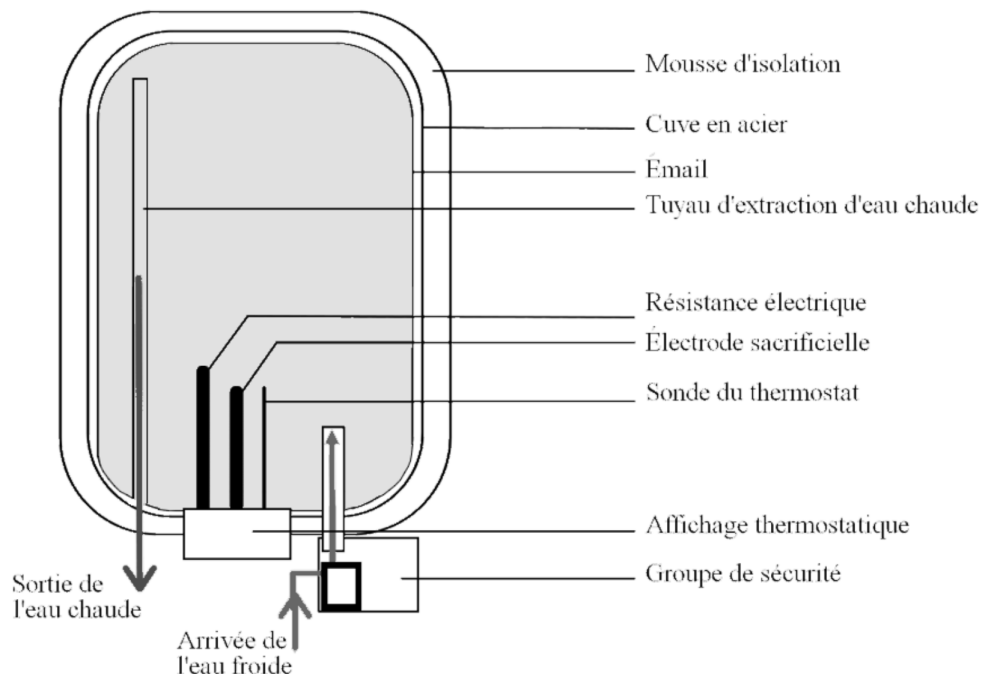 Mousse d'isolation
Cuve en acier
Émail
Tuyau d'extraction d'eau chaude
Résistance électrique
Électrode sacrificielle
Sonde du thermostat
Affichage thermostatique
Groupe de sécurité
Sortie de
l'eau chaude
Arrivée de
l'eau froide